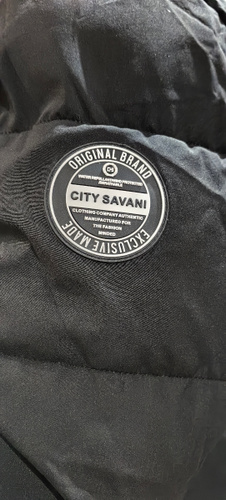 ORIGINAL BRAND
CITY SAVANI
CLOTHING COMPANY AUTHENTIC
MANUFACTURED FOR
THE FASHION
MINDED
EXCLUSIVE MADE